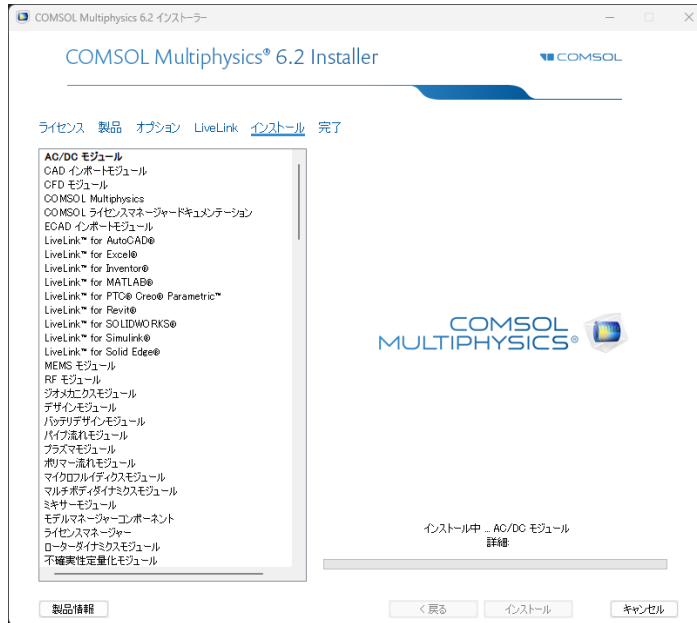 COMSOL Multiphysics 6.2 インストーラー
COMSOL Multiphysics® 6.2 Installer
COMSOL
ライセンス 製品 オプション LiveLink インストール 完了
AC/DC モジュール
CAD インポートモジュール
CFD モジュール
COMSOL Multiphysics
COMSOL ライセンスマネージャードキュメンテーション
ECAD インポートモジュール
LiveLink™ for AutoCAD®
LiveLink™ for Excel®
LiveLink™ for Inventor®
LiveLink™ for MATLAB®
LiveLink™ for PTC® Creo® Parametric™
LiveLink™ for Revit®
LiveLink™ for SOLIDWORKS®
LiveLink™ for Simulink®
LiveLink™ for Solid Edge®
MEMS モジュール
RF モジュール
ジオメカニクスモジュール
デザインモジュール
バッテリデザインモジュール
パイプ流れモジュール
プラズマモジュール
ポリマー流れモジュール
マイクロフルイディクスモジュール
マルチボディダイナミクスモジュール
ミキサーモジュール
モデルマネージャーコンポーネント
ライセンスマネージャー
ローターダイナミクスモジュール
不確実性定量化モジュール
COMSOL
MULTIPHYSICS®
インストール中 ... AC/DC モジュール
詳細:
製品情報
< 戻る
インストール
キャンセル